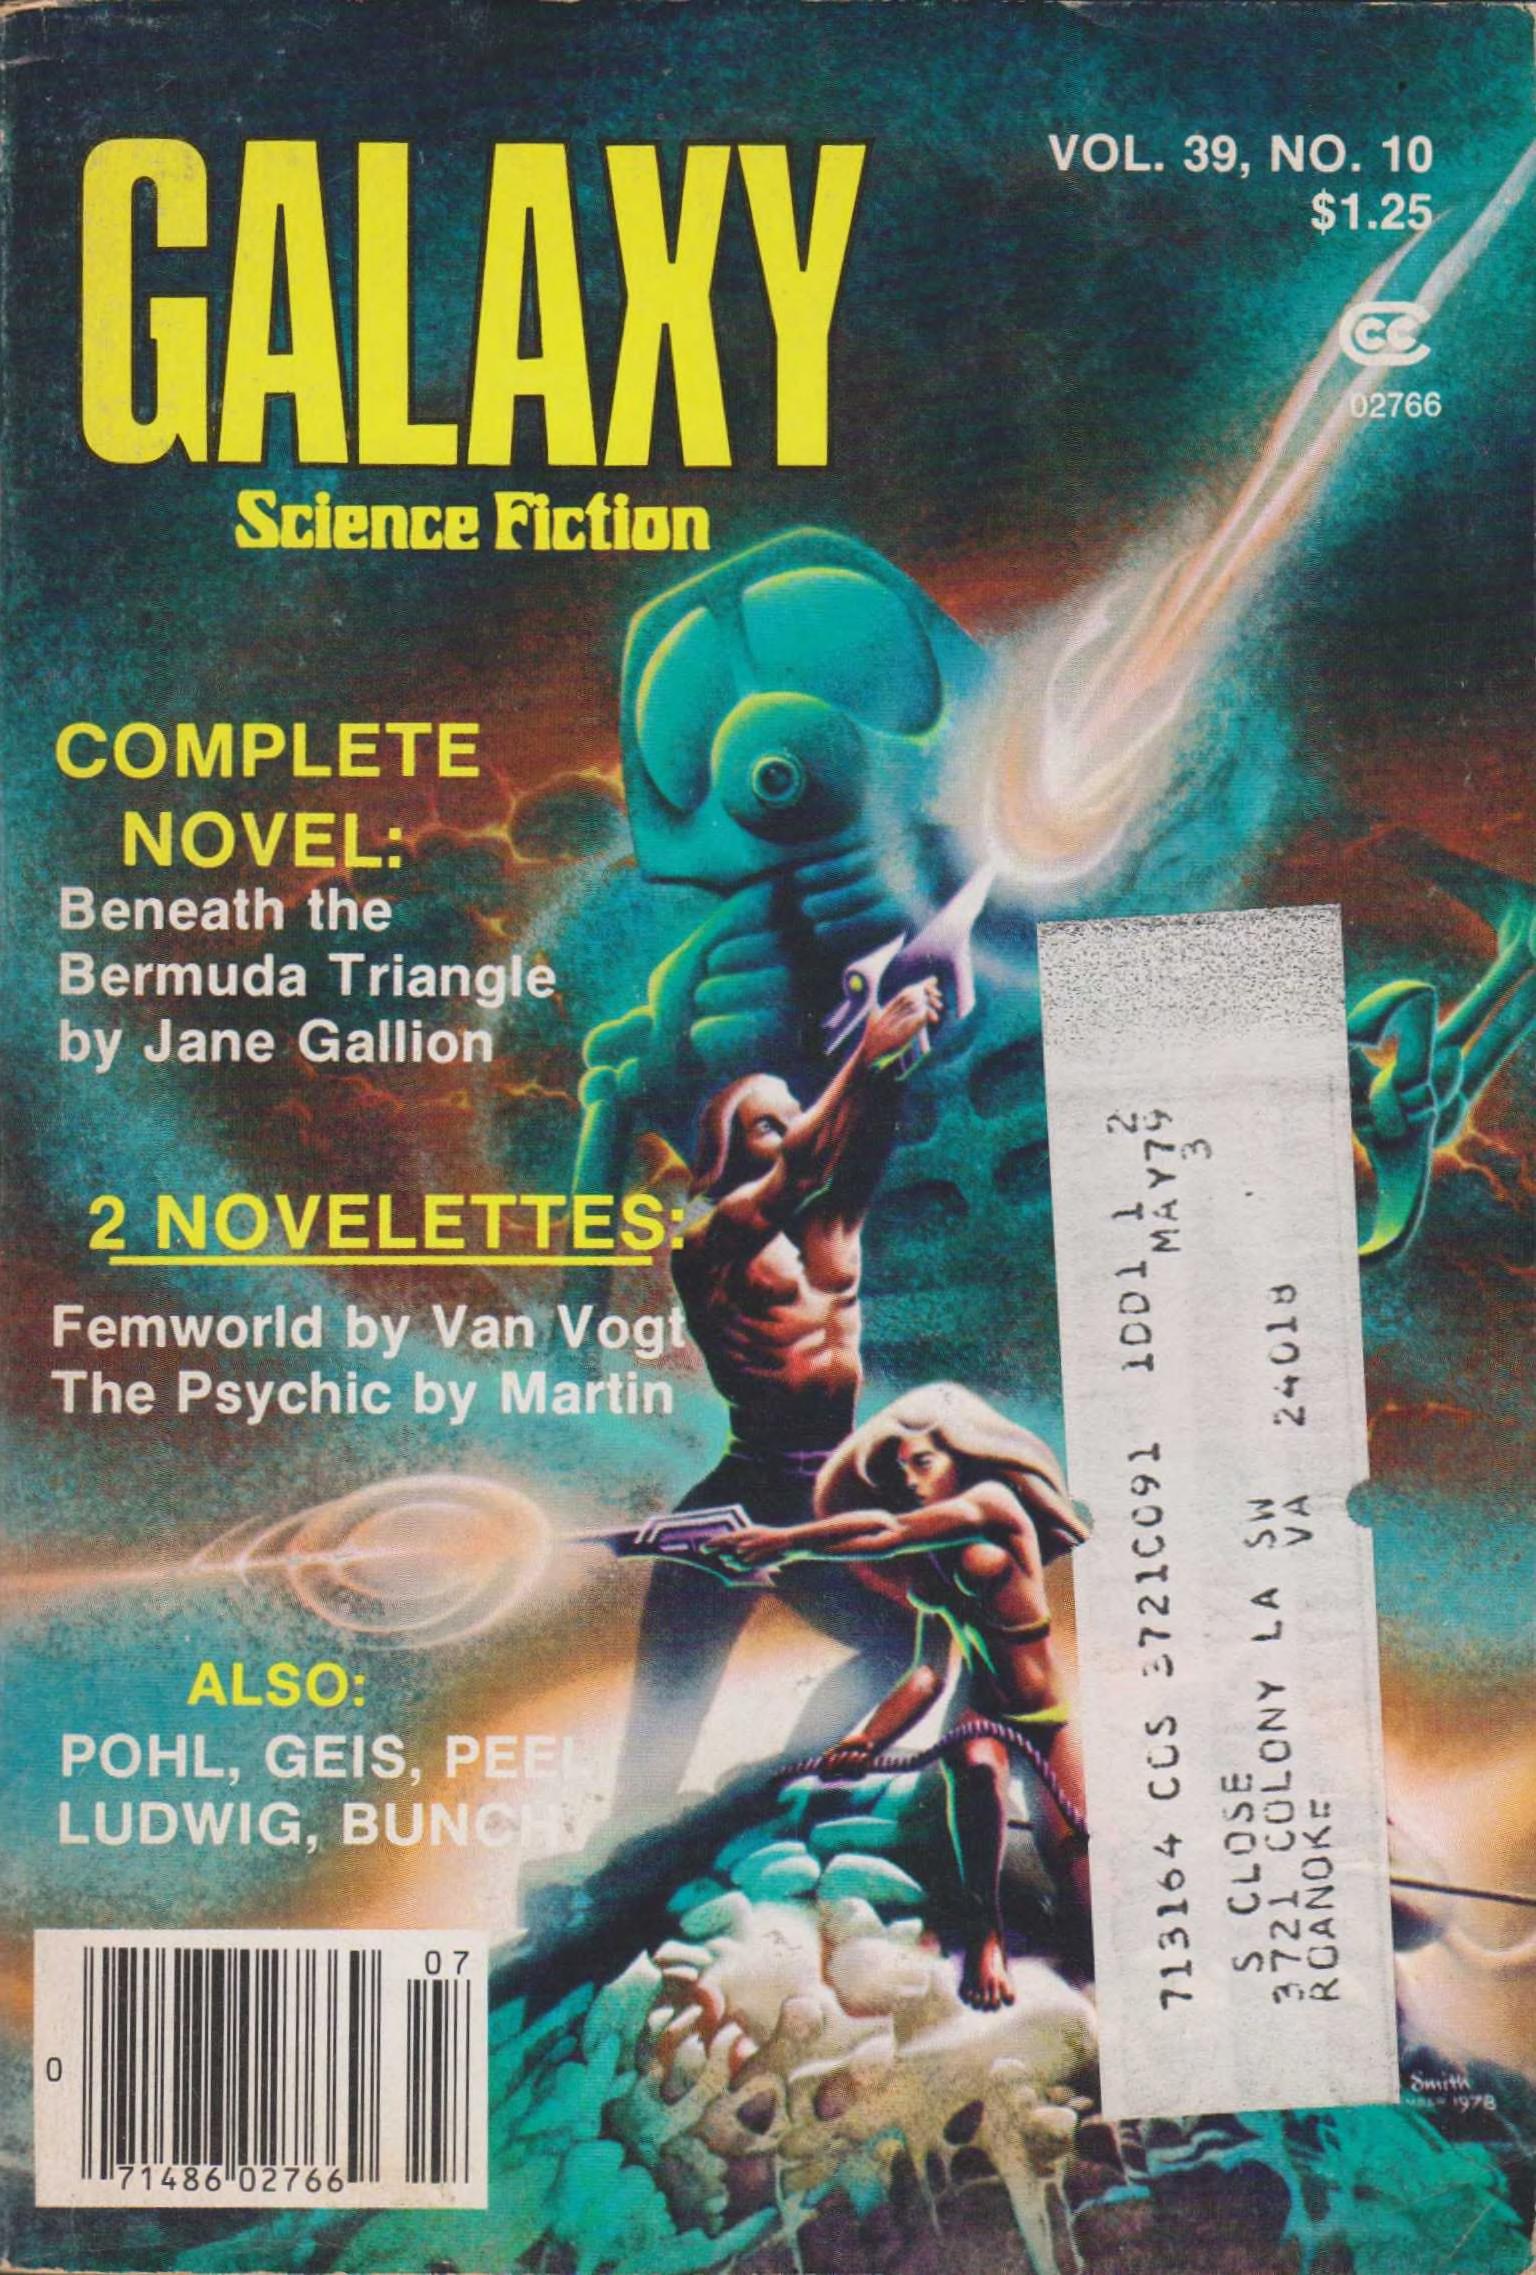 GALAXY
Science Fiction
VOL. 39, NO. 10
$1.25
CC
02766
COMPLETE
NOVEL:
Beneath the
Bermuda Triangle
by Jane Gallion
2 NOVELETTES:
Femworld by Van Vogt
The Psychic by Martin
ALSO:
POHL, GEIS, PEEL,
LUDWIG, BUNCH
713164 CCS 3721C091 1DD1 1 2
MAY79
3
S CLOSE
3721 COLONY LA SW
ROANOKE VA 24018
07
0
71486 02766
Smith
1978